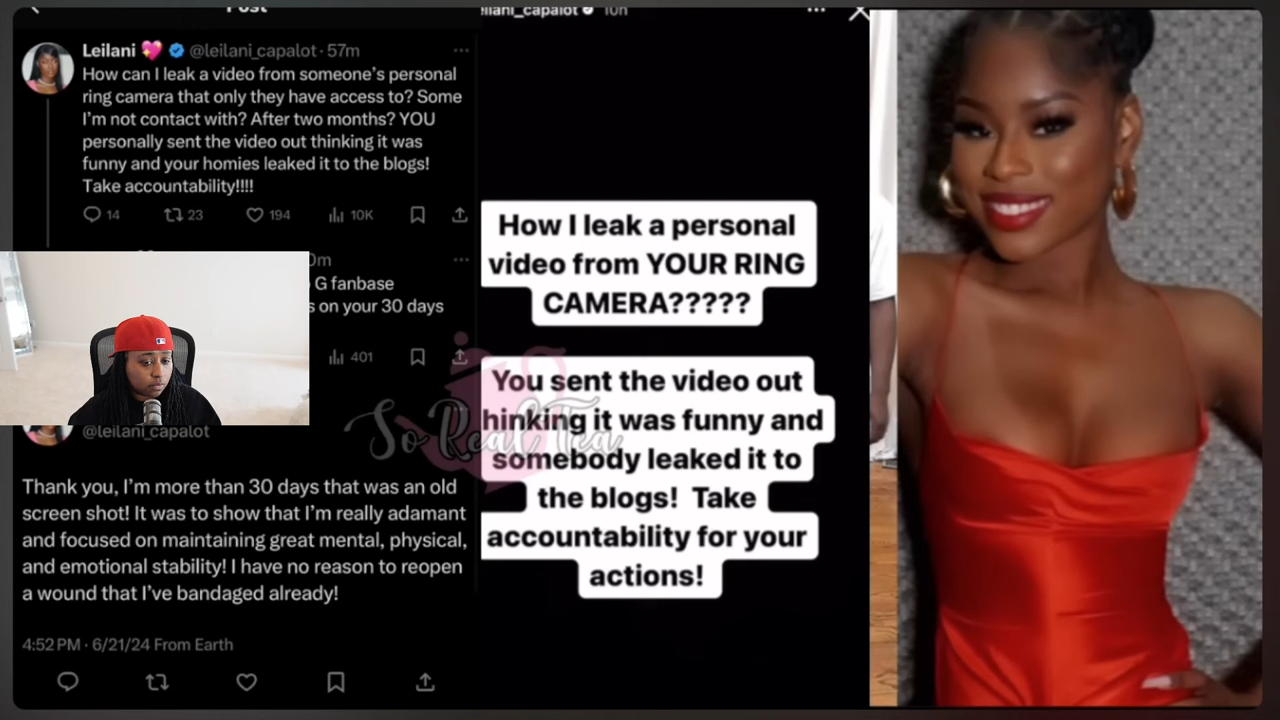 Post
Leilani 💖 @leilani_capalot · 57m
How can I leak a video from someone’s personal
ring camera that only they have access to? Some
I’m not contact with? After two months? YOU
personally sent the video out thinking it was
funny and your homies leaked it to the blogs!
Take accountability!!!!
14 23 194 10K
0m
G fanbase
s on your 30 days
401
@leilani_capalot
Thank you, I’m more than 30 days that was an old
screen shot! It was to show that I’m really adamant
and focused on maintaining great mental, physical,
and emotional stability! I have no reason to reopen
a wound that I’ve bandaged already!
4:52 PM · 6/21/24 From Earth
eilani_capalot 10h
How I leak a personal
video from YOUR RING
CAMERA?????
You sent the video out
hinking it was funny and
somebody leaked it to
the blogs! Take
accountability for your
actions!
So Real Tea